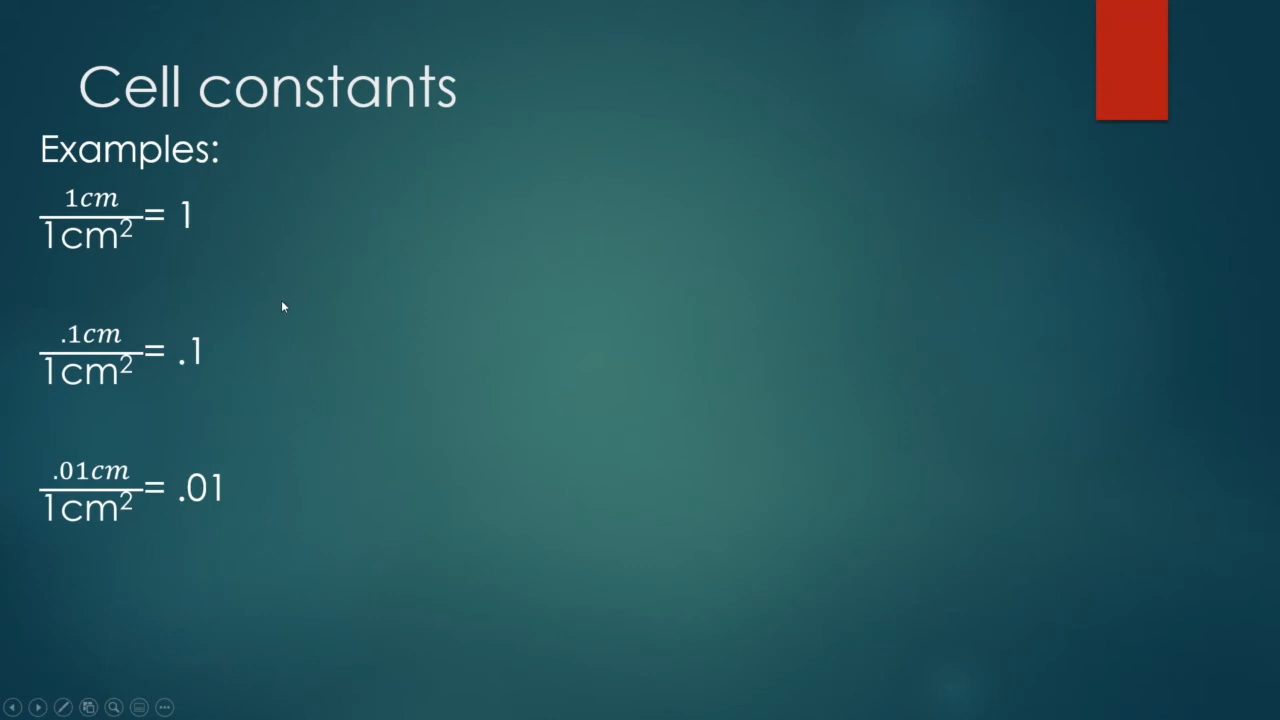 Cell constants
Examples:
1cm
1cm² = 1
.1cm
1cm² = .1
.01cm
1cm² = .01